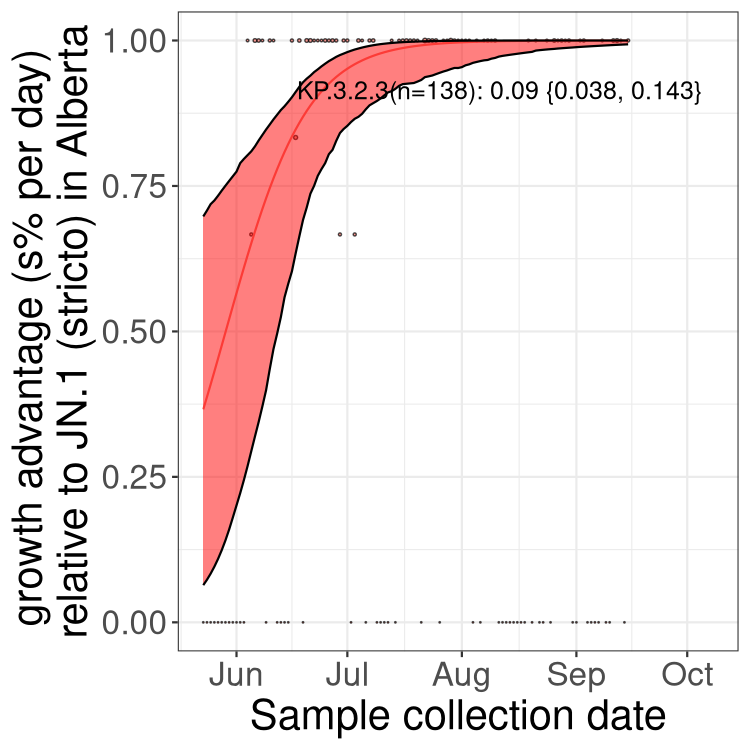 growth advantage (s% per day)
relative to JN.1 (stricto) in Alberta
1.00
0.75
0.50
0.25
0.00
KP.3.2.3(n=138): 0.09 {0.038, 0.143}
Jun Jul Aug Sep Oct
Sample collection date